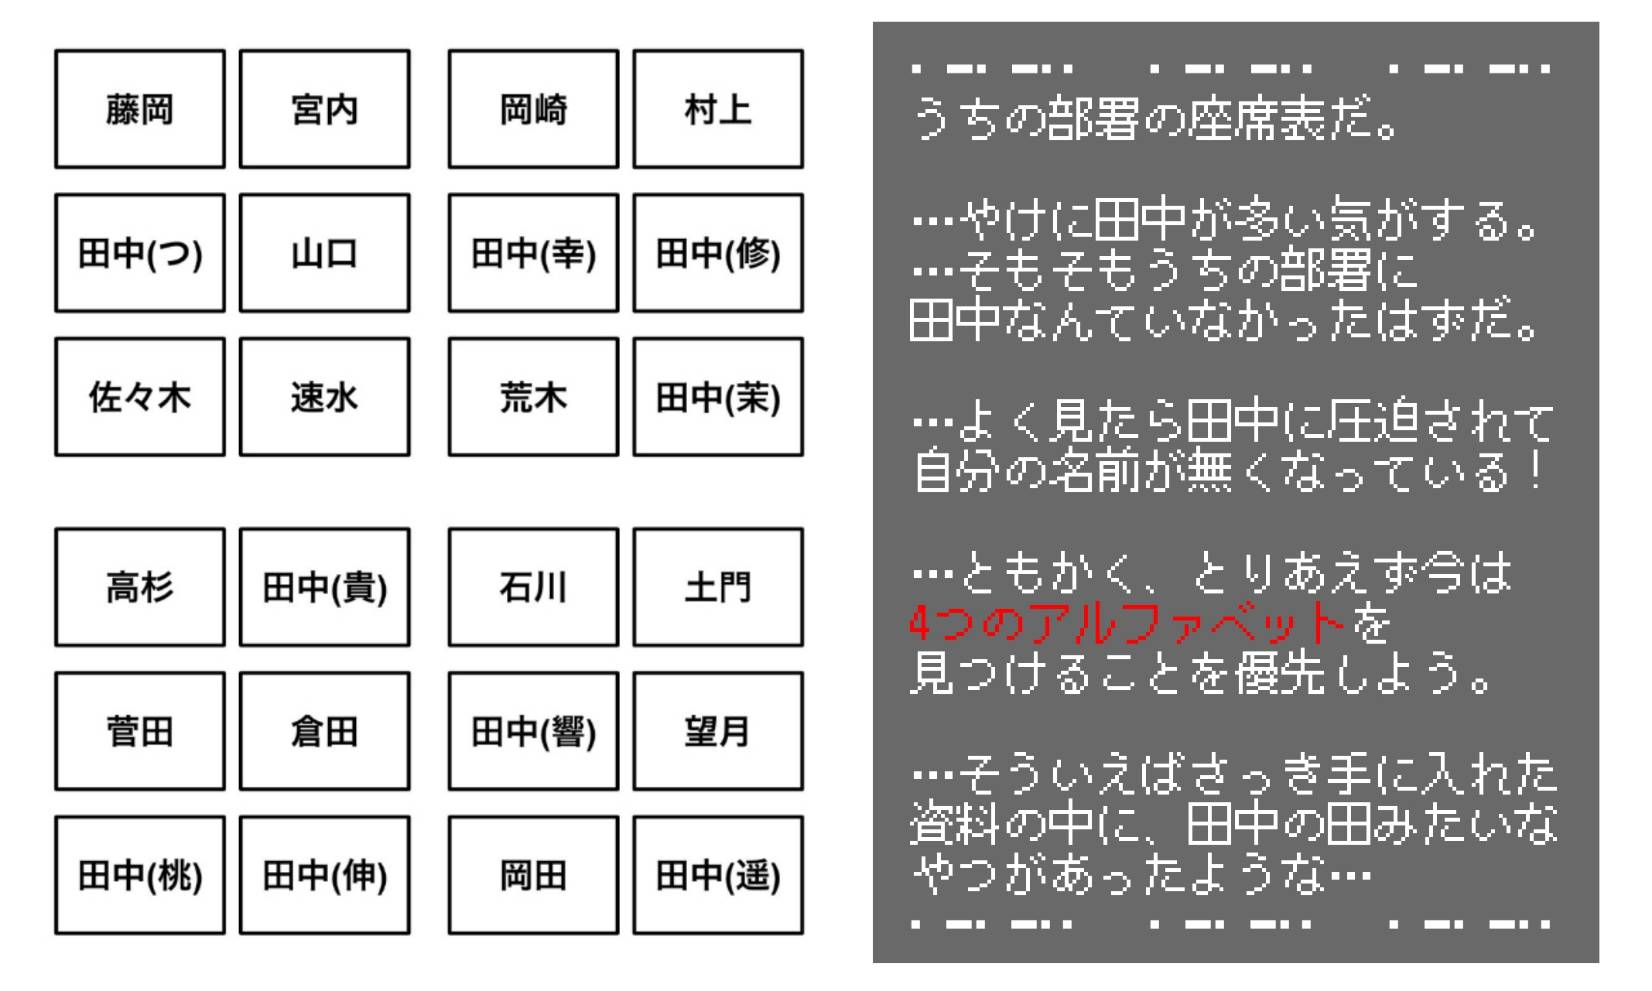 藤岡 宮内 岡崎 村上
田中(つ) 山口 田中(幸) 田中(修)
佐々木 速水 荒木 田中(茉)
高杉 田中(貴) 石川 土門
菅田 倉田 田中(響) 望月
田中(桃) 田中(伸) 岡田 田中(遥)
うちの部署の座席表だ。
…やけに田中が多い気がする。
…そもそもうちの部署に
田中なんていなかったはずだ。
…よく見たら田中に圧迫されて
自分の名前が無くなっている！
…ともかく、とりあえず今は
4つのアルファベットを
見つけることを優先しよう。
…そういえばさっき手に入れた
資料の中に、田中の田みたいな
やつがあったような…